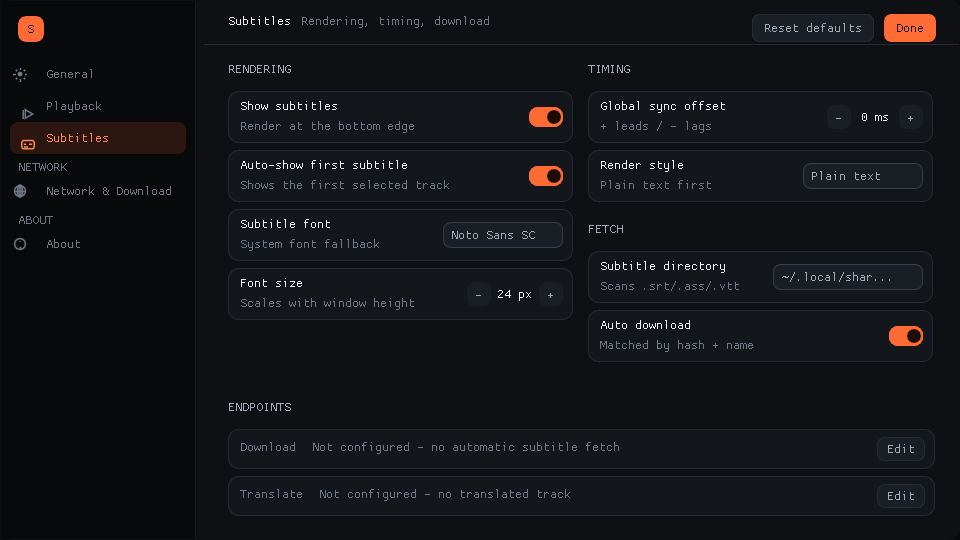 S
General
Playback
Subtitles
NETWORK
Network & Download
ABOUT
About
Subtitles Rendering, timing, download
Reset defaults
Done
RENDERING
Show subtitles
Render at the bottom edge
Auto-show first subtitle
Shows the first selected track
Subtitle font
System font fallback
Noto Sans SC
Font size
Scales with window height
- 24 px +
TIMING
Global sync offset
+ leads / - lags
- 0 ms +
Render style
Plain text first
Plain text
FETCH
Subtitle directory
Scans .srt/.ass/.vtt
~/.local/shar...
Auto download
Matched by hash + name
ENDPOINTS
Download Not configured - no automatic subtitle fetch
Edit
Translate Not configured - no translated track
Edit